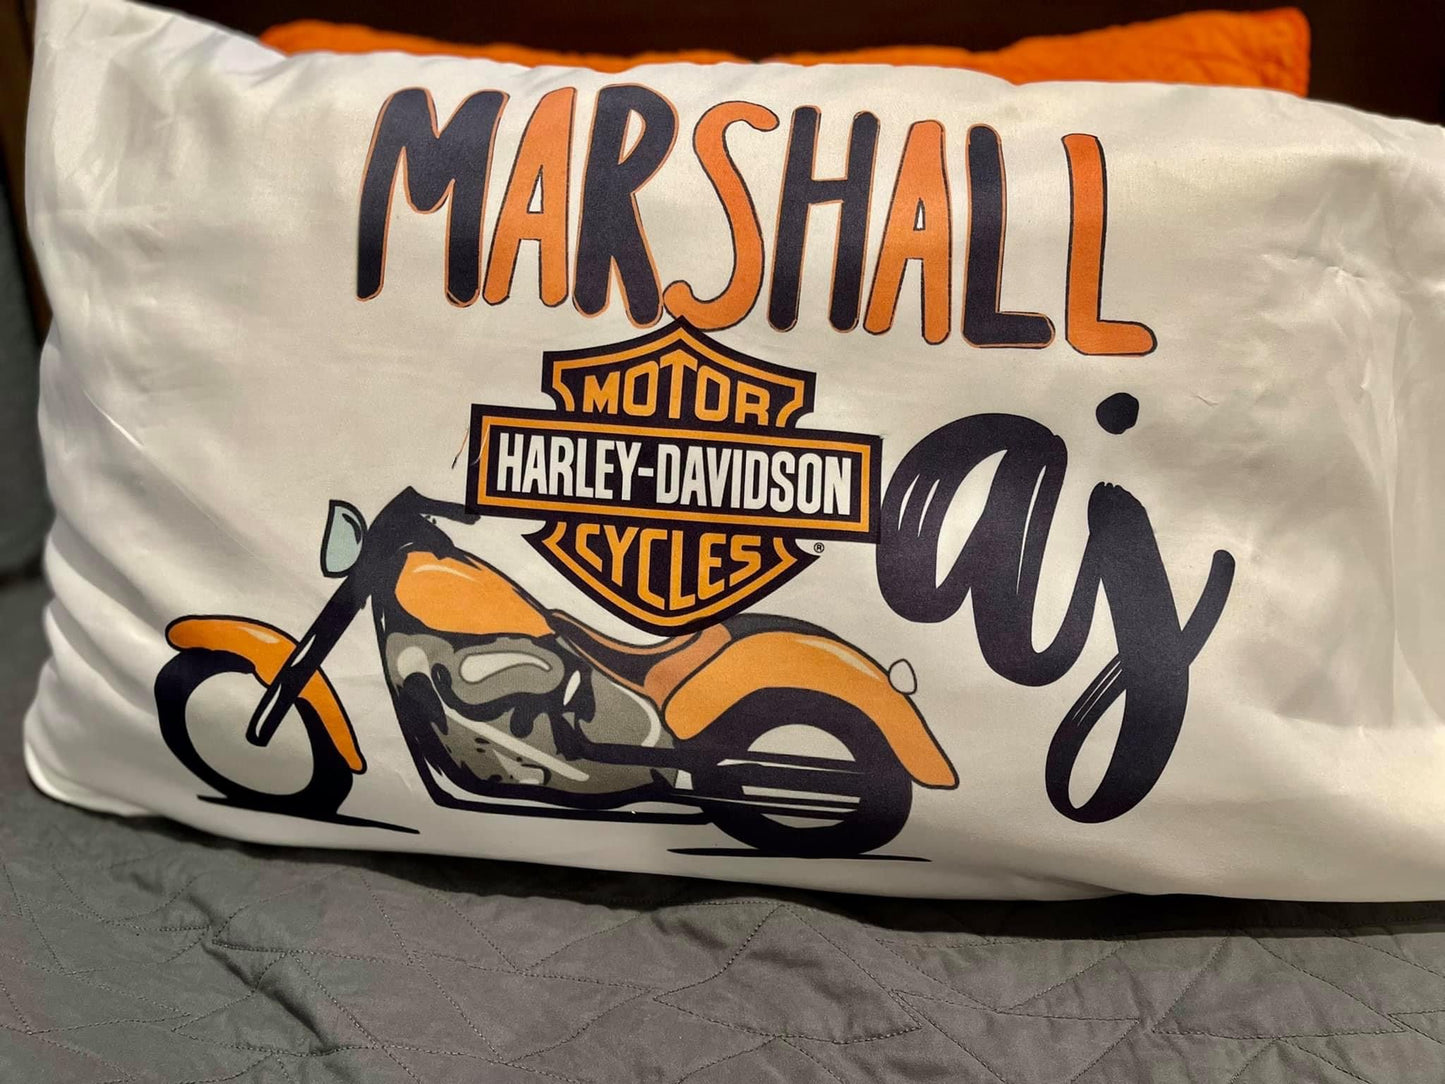 MARSHALL
MOTOR
HARLEY-DAVIDSON
CYCLES
®
aj